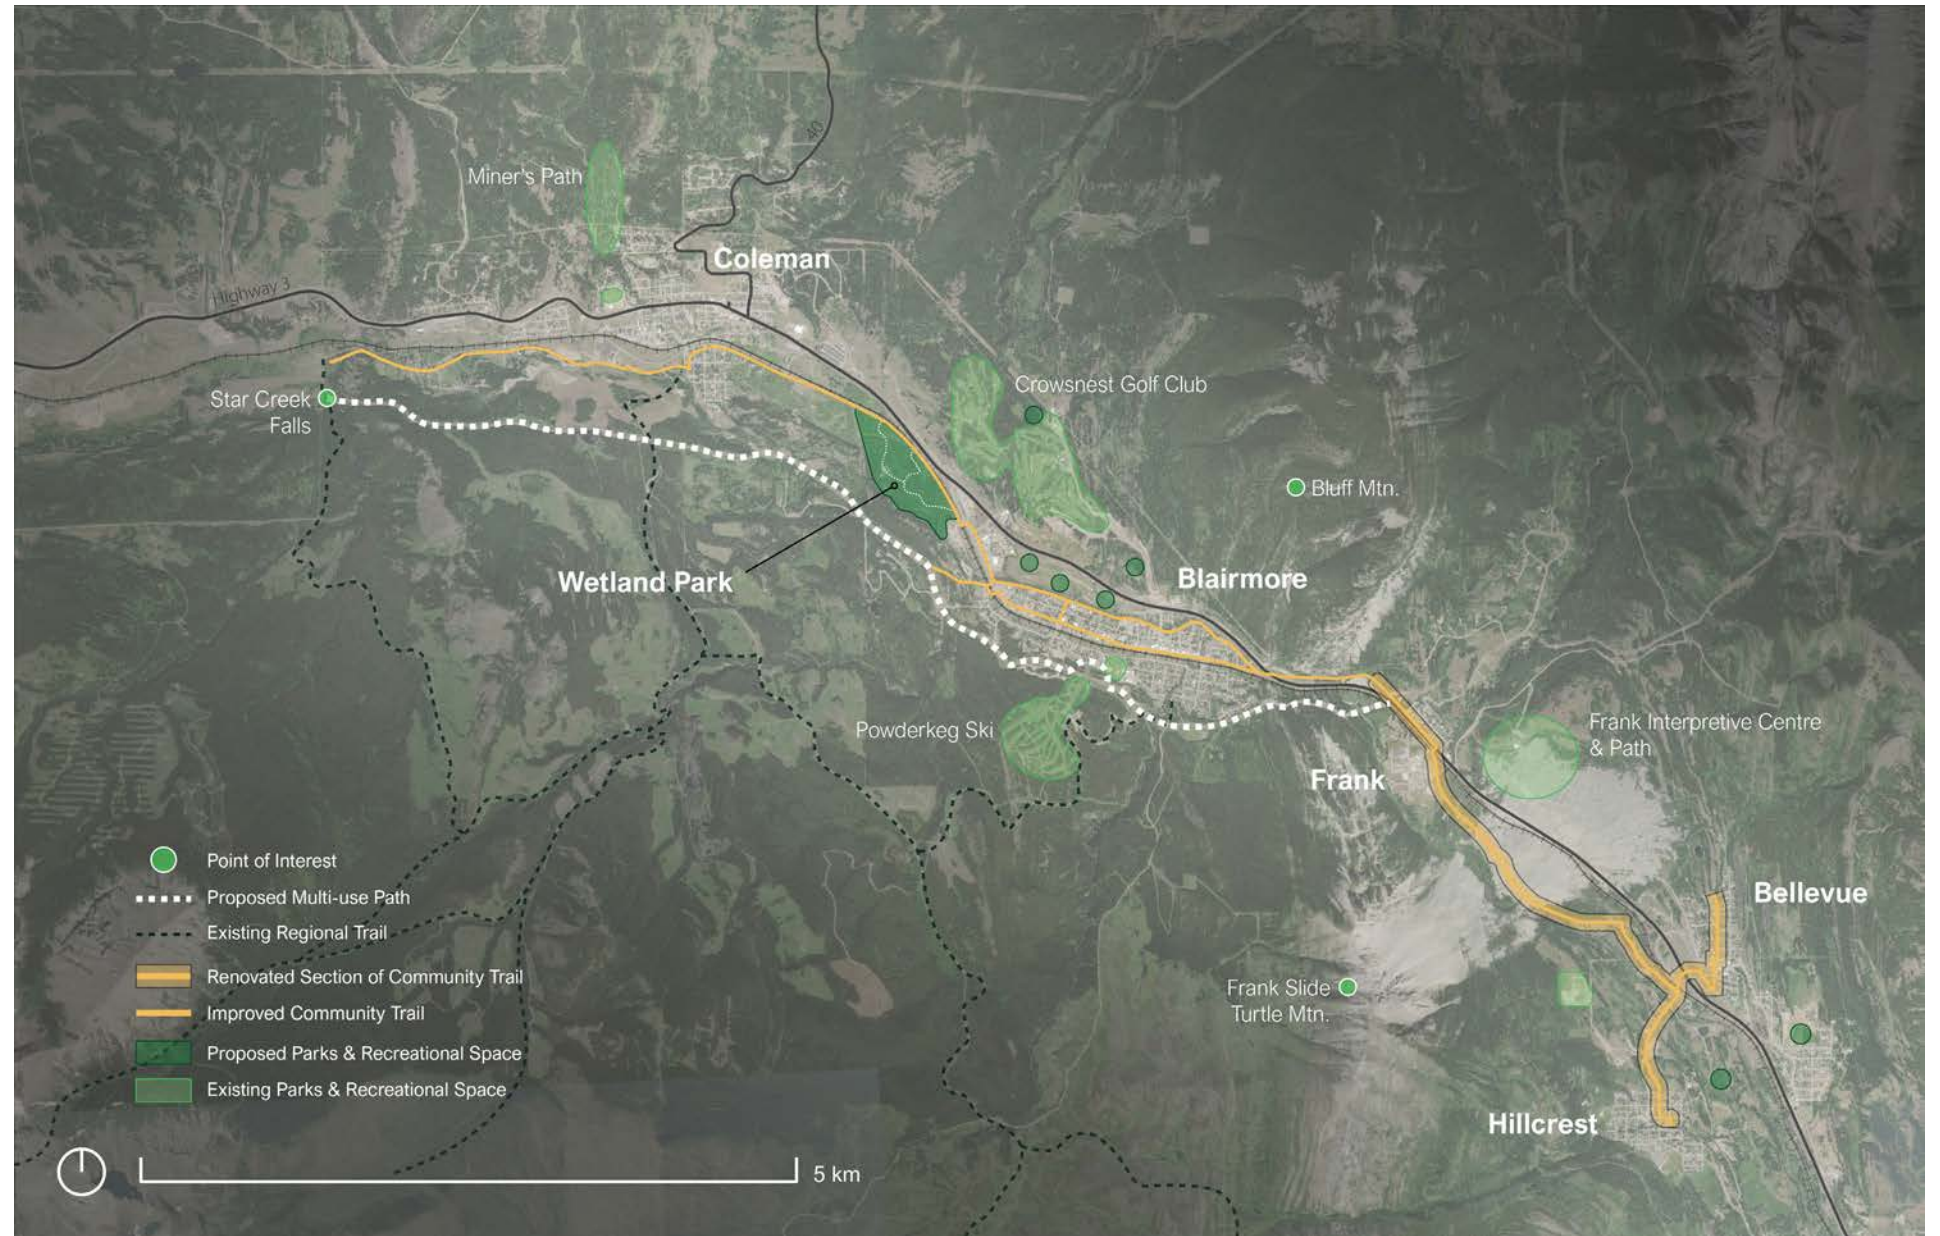 40
Miner's Path
Coleman
Highway 3
Crowsnest Golf Club
Star Creek
Falls
Bluff Mtn.
Wetland Park
Blairmore
Powderkeg Ski
Frank Interpretive Centre
& Path
Frank
Bellevue
Frank Slide
Turtle Mtn.
Hillcrest
Point of Interest
Proposed Multi-use Path
Existing Regional Trail
Renovated Section of Community Trail
Improved Community Trail
Proposed Parks & Recreational Space
Existing Parks & Recreational Space
5 km